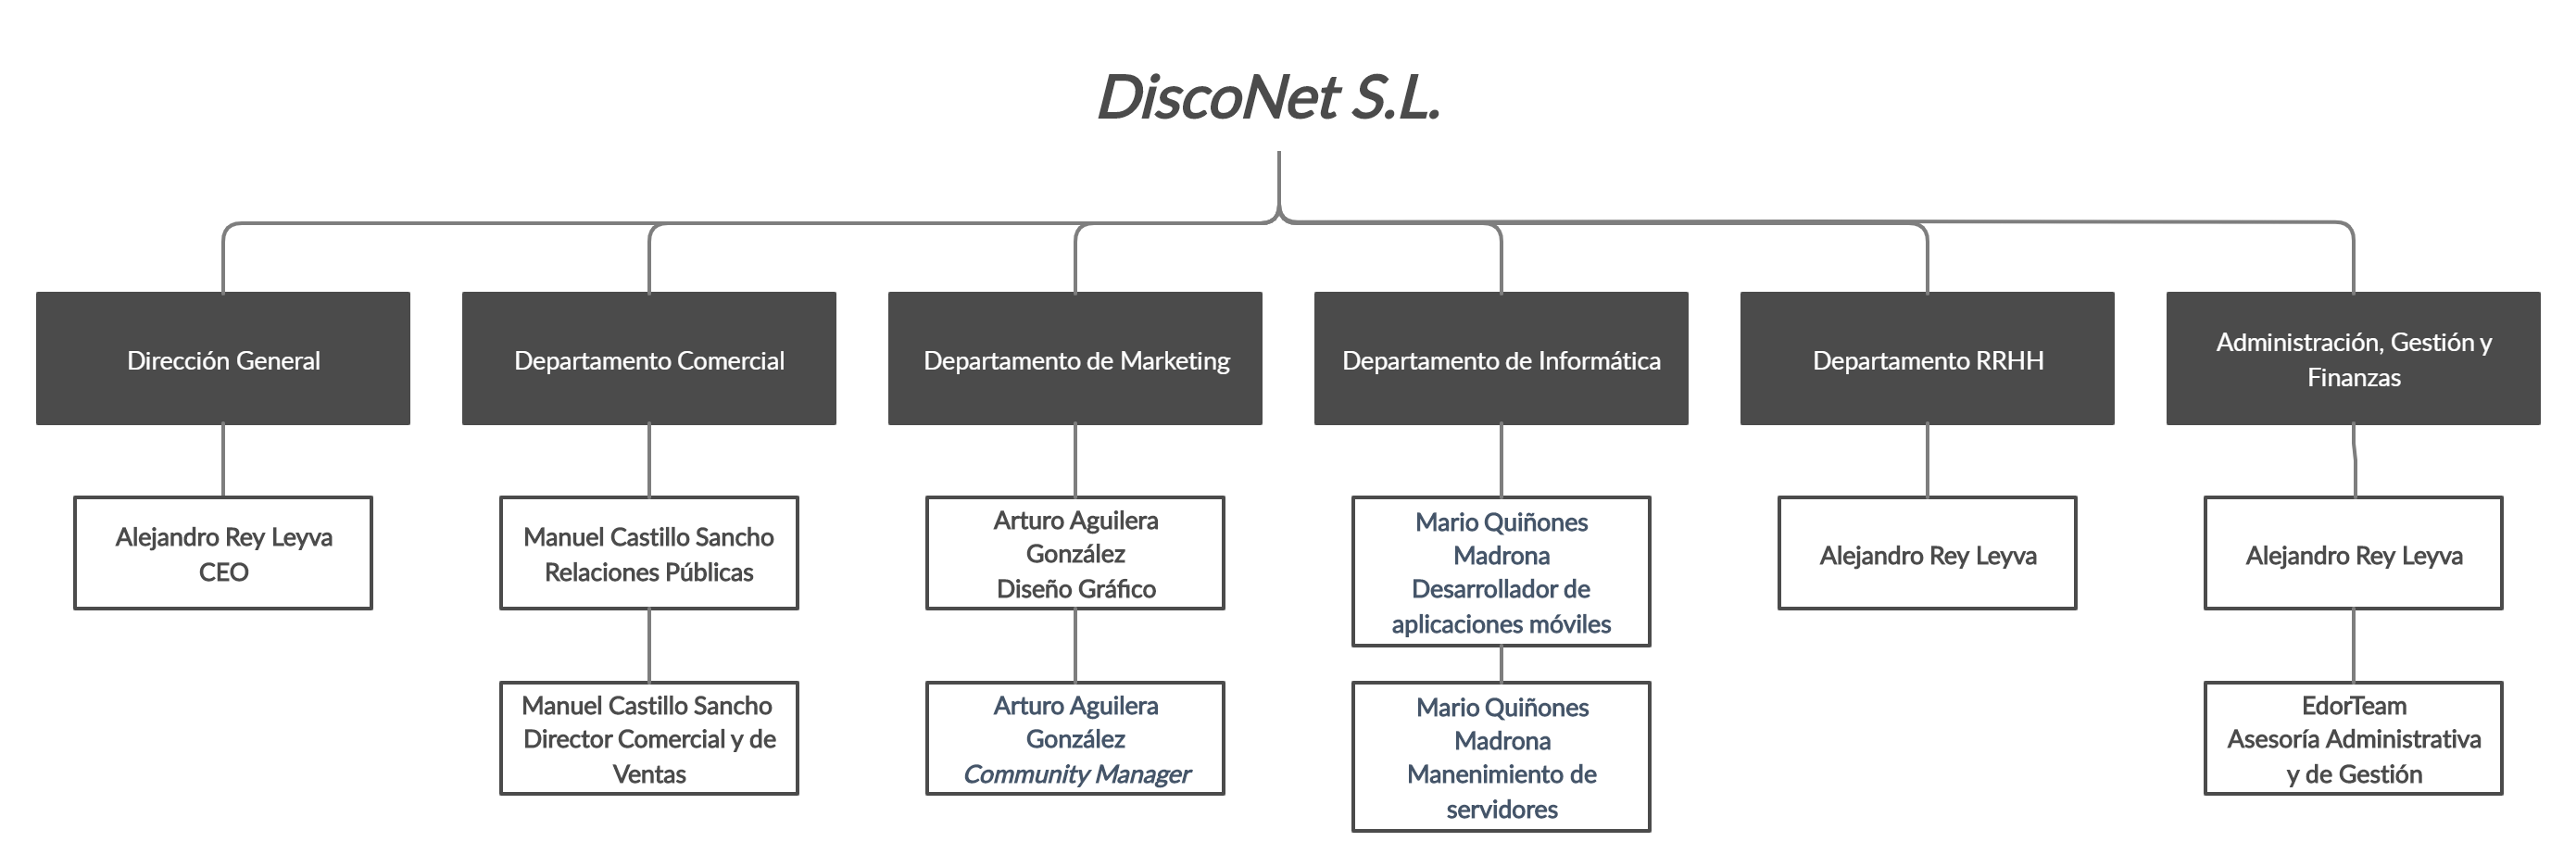 DiscoNet S.L.
Dirección General
Departamento Comercial
Departamento de Marketing
Departamento de Informática
Departamento RRHH
Administración, Gestión y
Finanzas
Alejandro Rey Leyva
CEO
Manuel Castillo Sancho
Relaciones Públicas
Arturo Aguilera
González
Diseño Gráfico
Mario Quiñones
Madrona
Desarrollador de
aplicaciones móviles
Alejandro Rey Leyva
Alejandro Rey Leyva
Manuel Castillo Sancho
Director Comercial y de
Ventas
Arturo Aguilera
González
Community Manager
Mario Quiñones
Madrona
Manenimiento de
servidores
EdorTeam
Asesoría Administrativa
y de Gestión